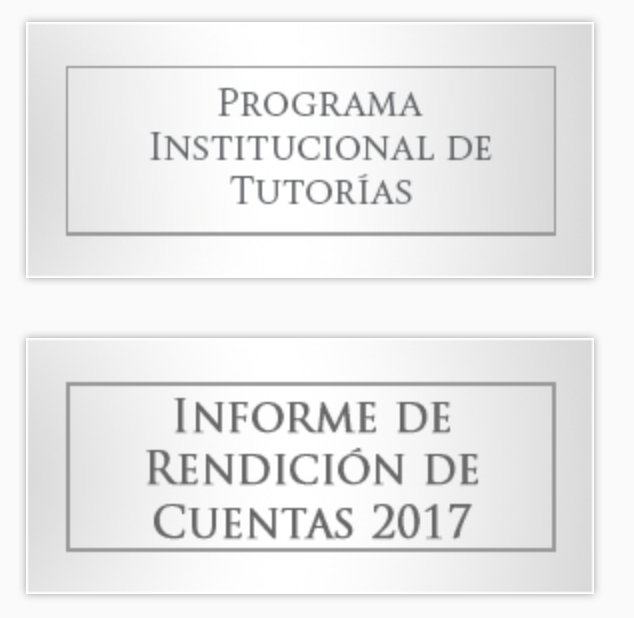 Programa
Institucional de
Tutorías
Informe de
Rendición de
Cuentas 2017